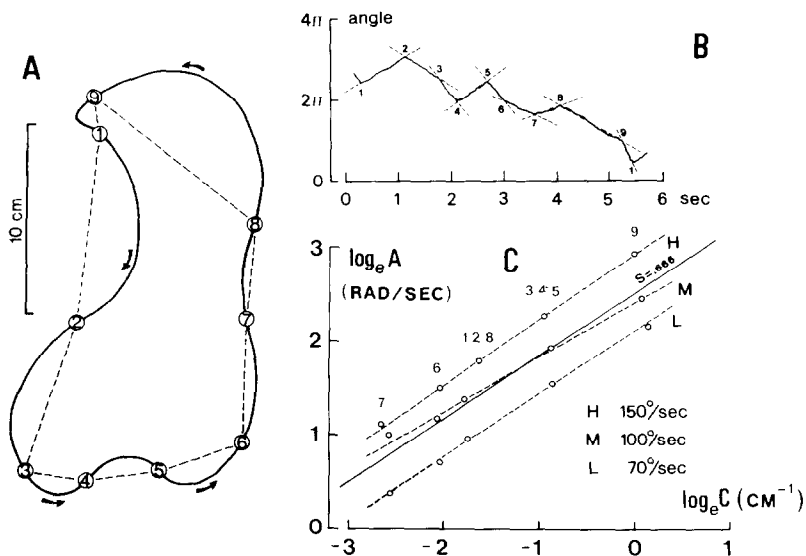 A
9
1
10 cm
8
2
7
6
3
4
5
B
4π angle
2π
0
2
3
5
1
4
6
7
8
9
1
0 1 2 3 4 5 6 sec
C
3
2
1
0
logeA
(RAD/SEC)
9
H
S=.666
M
L
3 4 5
1 2 8
6
7
H 150°/sec
M 100°/sec
L 70°/sec
logeC (CM⁻¹)
-3 -2 -1 0 1